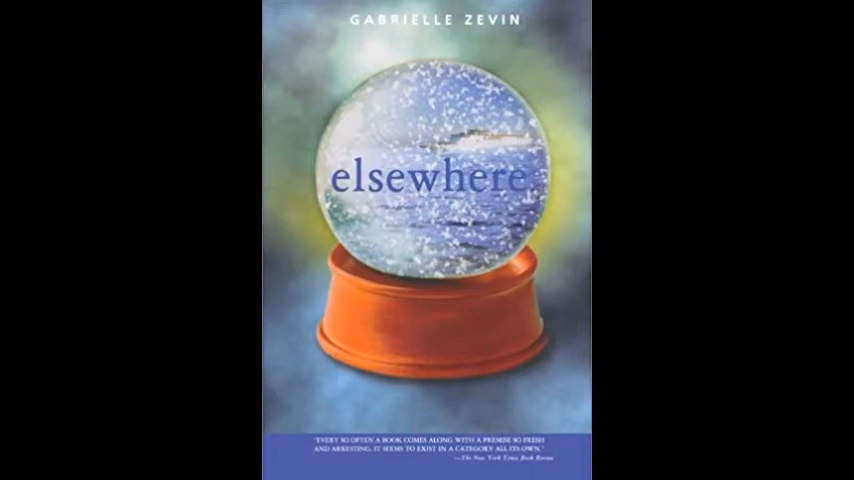 GABRIELLE ZEVIN
elsewhere
"EVERY SO OFTEN A BOOK COMES ALONG WITH A PREMISE SO FRESH
AND ARRESTING, IT SEEMS TO EXIST IN A CATEGORY ALL ITS OWN."
—The New York Times Book Review